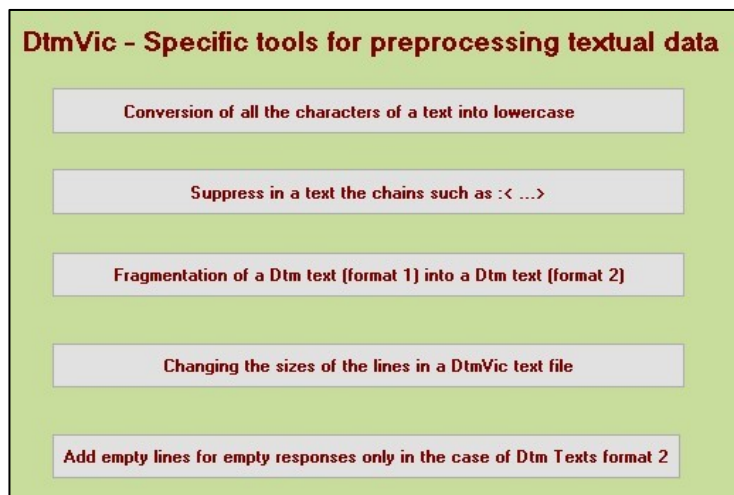 DtmVic - Specific tools for preprocessing textual data
Conversion of all the characters of a text into lowercase
Suppress in a text the chains such as :< ...>
Fragmentation of a Dtm text (format 1) into a Dtm text (format 2)
Changing the sizes of the lines in a DtmVic text file
Add empty lines for empty responses only in the case of Dtm Texts format 2